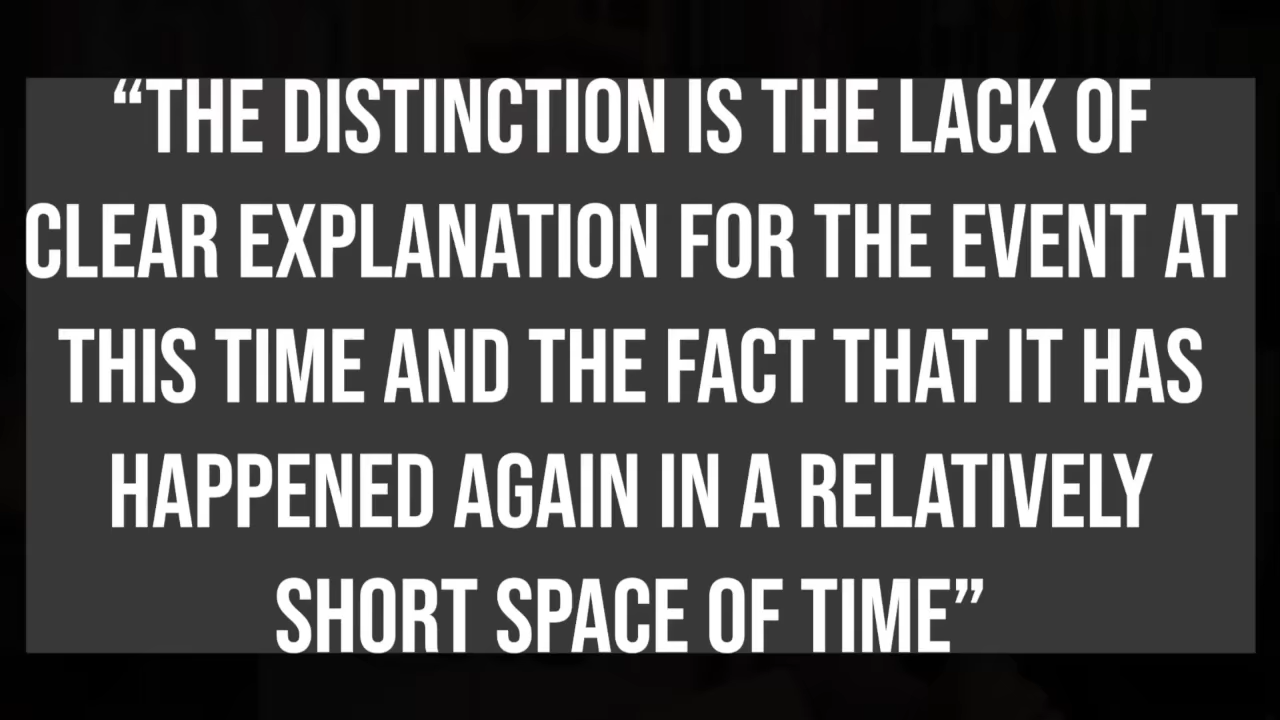 “THE DISTINCTION IS THE LACK OF
CLEAR EXPLANATION FOR THE EVENT AT
THIS TIME AND THE FACT THAT IT HAS
HAPPENED AGAIN IN A RELATIVELY
SHORT SPACE OF TIME”